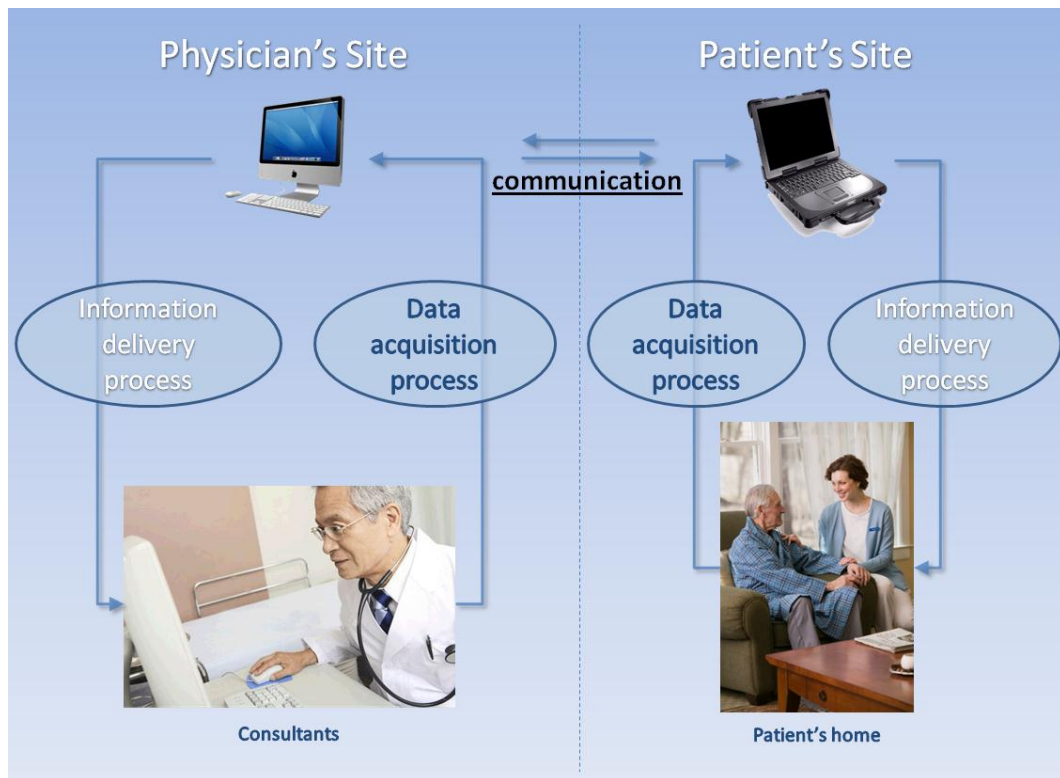 Physician's Site
Patient's Site
communication
Information
delivery
process
Data
acquisition
process
Data
acquisition
process
Information
delivery
process
Consultants
Patient's home